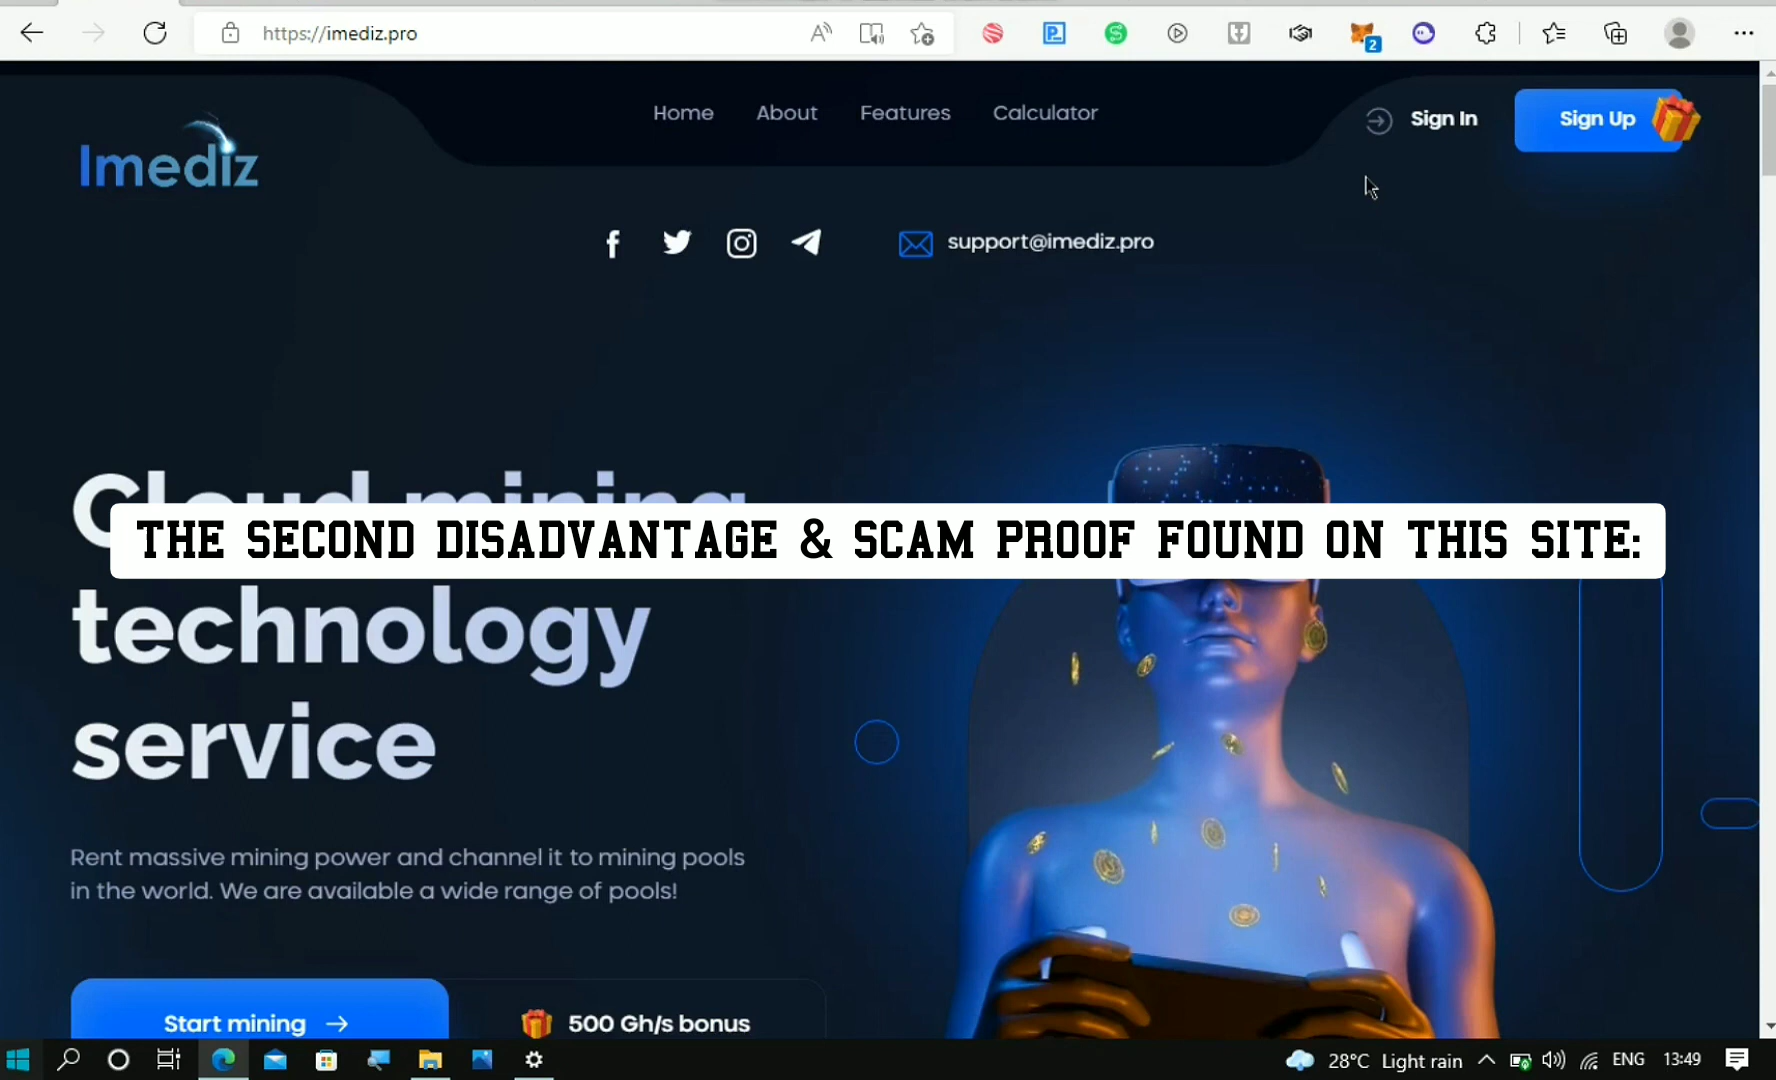 https://imediz.pro
2
Home About Features Calculator
Sign In
Sign Up
Imediz
support@imediz.pro
Cloud mining
THE SECOND DISADVANTAGE & SCAM PROOF FOUND ON THIS SITE:
technology
service
Rent massive mining power and channel it to mining pools
in the world. We are available a wide range of pools!
Start mining
500 Gh/s bonus
28°C Light rain
ENG
13:49